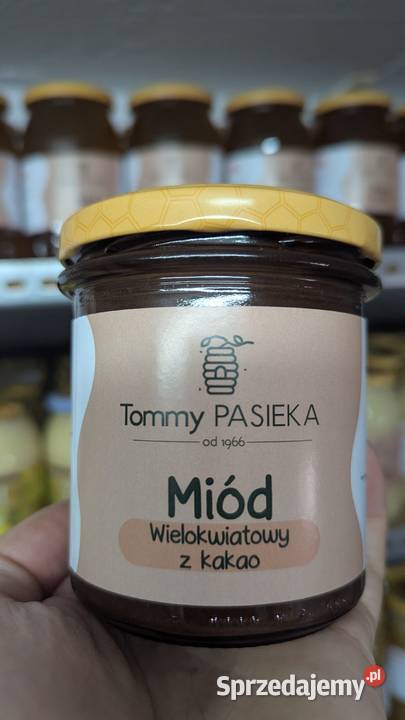 Tommy PASIEKA
od 1966
Miód
Wielokwiatowy
z kakao
Sprzedajemy.pl